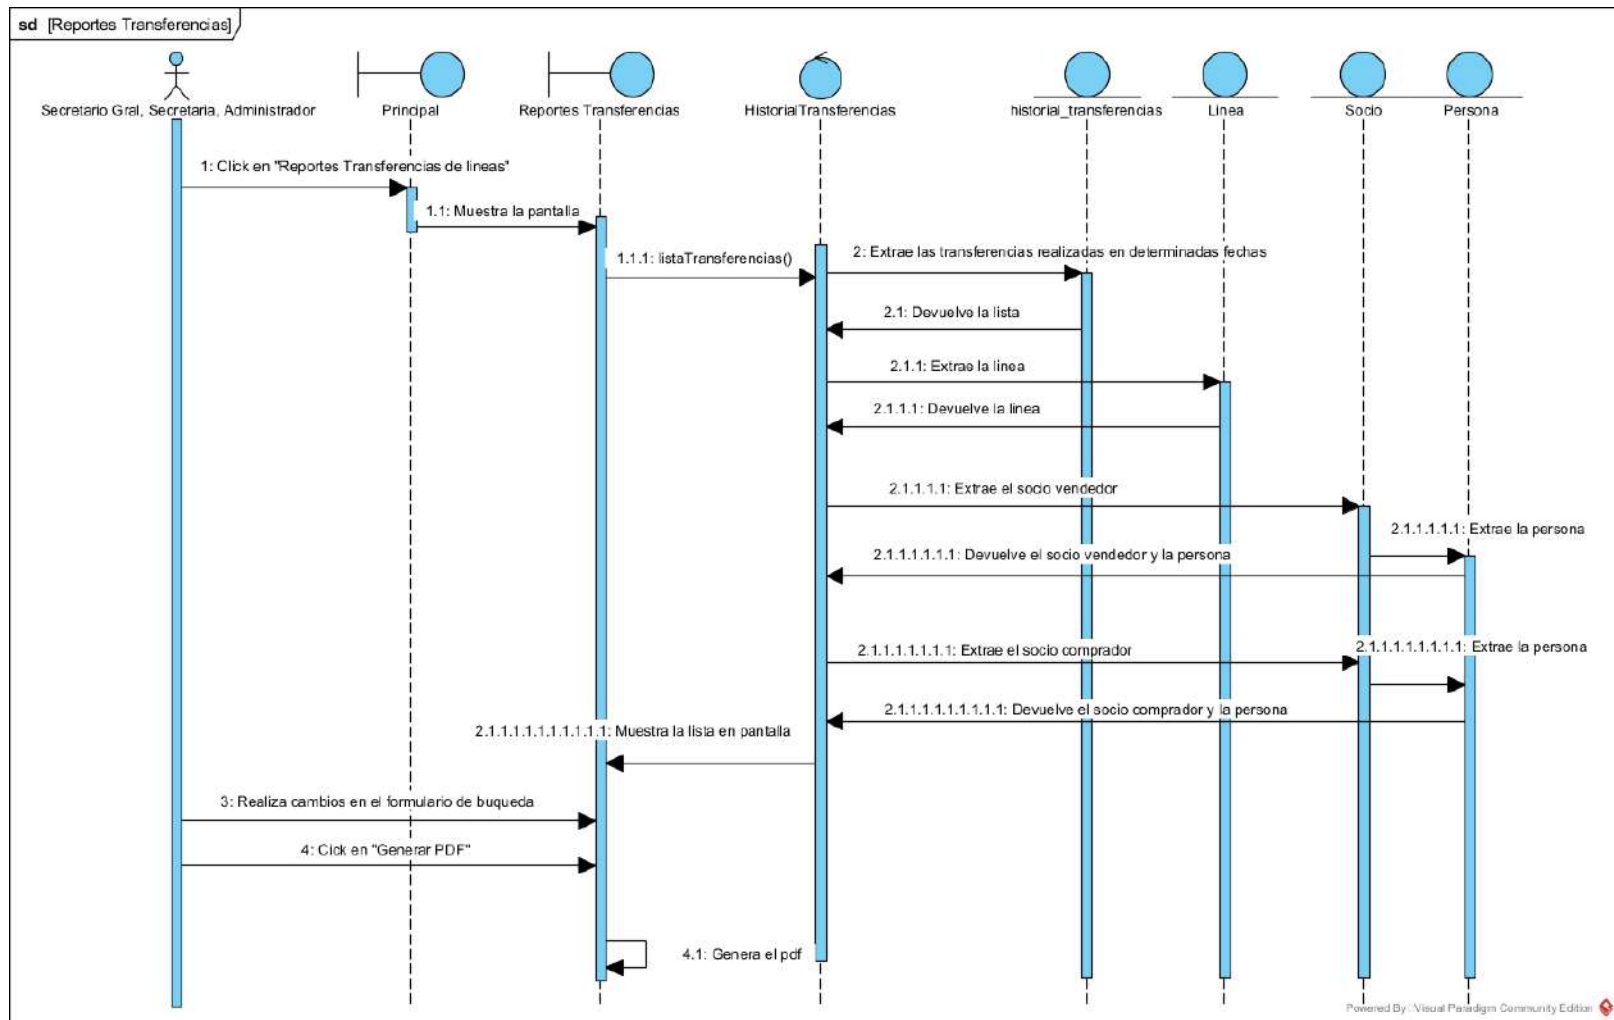 sd [Reportes Transferencias]
Secretario Gral, Secretaria, Administrador
Principal
Reportes Transferencias
HistorialTransferencias
historial_transferencias
Linea
Socio
Persona
1: Click en "Reportes Transferencias de lineas"
1.1: Muestra la pantalla
1.1.1: listaTransferencias()
2: Extrae las transferencias realizadas en determinadas fechas
2.1: Devuelve la lista
2.1.1: Extrae la linea
2.1.1.1: Devuelve la linea
2.1.1.1.1: Extrae el socio vendedor
2.1.1.1.1.1: Extrae la persona
2.1.1.1.1.1.1: Devuelve el socio vendedor y la persona
2.1.1.1.1.1.1.1: Extrae el socio comprador
2.1.1.1.1.1.1.1.1: Extrae la persona
2.1.1.1.1.1.1.1.1.1: Devuelve el socio comprador y la persona
2.1.1.1.1.1.1.1.1.1.1: Muestra la lista en pantalla
3: Realiza cambios en el formulario de buqueda
4: Click en "Generar PDF"
4.1: Genera el pdf
Powered By Visual Paradigm Community Edition